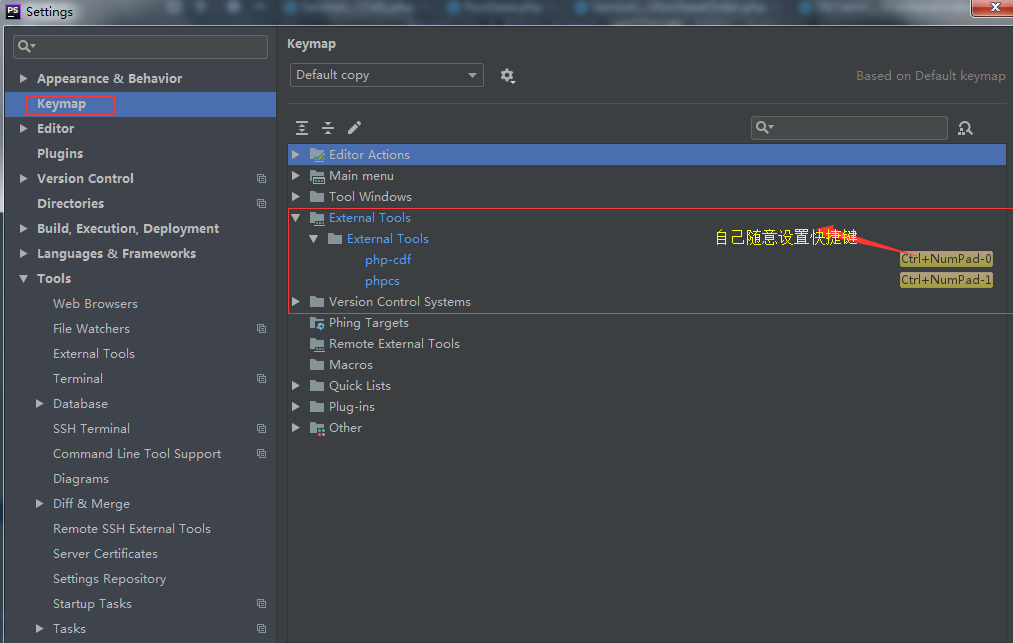 Settings
Appearance & Behavior
Keymap
Editor
Plugins
Version Control
Directories
Build, Execution, Deployment
Languages & Frameworks
Tools
Web Browsers
File Watchers
External Tools
Terminal
Database
SSH Terminal
Command Line Tool Support
Diagrams
Diff & Merge
Remote SSH External Tools
Server Certificates
Settings Repository
Startup Tasks
Tasks
Keymap
Default copy
Based on Default keymap
Editor Actions
Main menu
Tool Windows
External Tools
External Tools
自己随意设置快捷键
php-cdf Ctrl+NumPad-0
phpcs Ctrl+NumPad-1
Version Control Systems
Phing Targets
Remote External Tools
Macros
Quick Lists
Plug-ins
Other